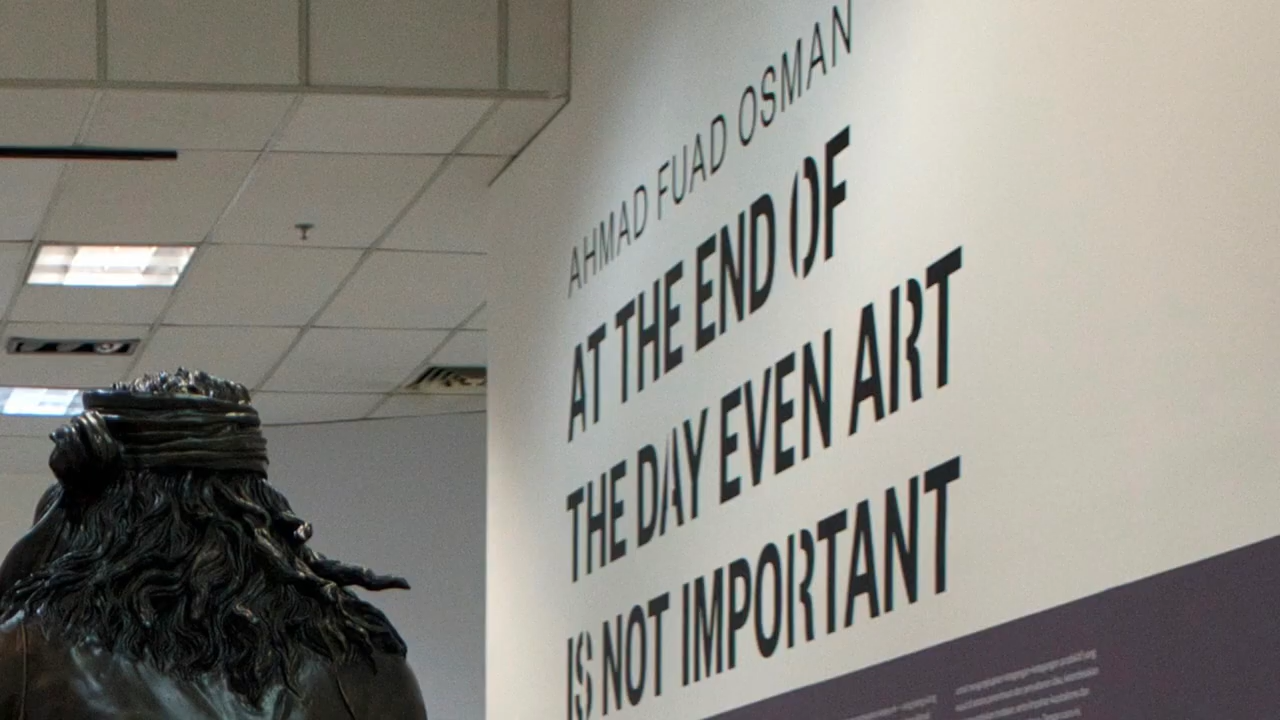 AHMAD FUAD OSMAN
AT THE END OF
THE DAY EVEN ART
IS NOT IMPORTANT